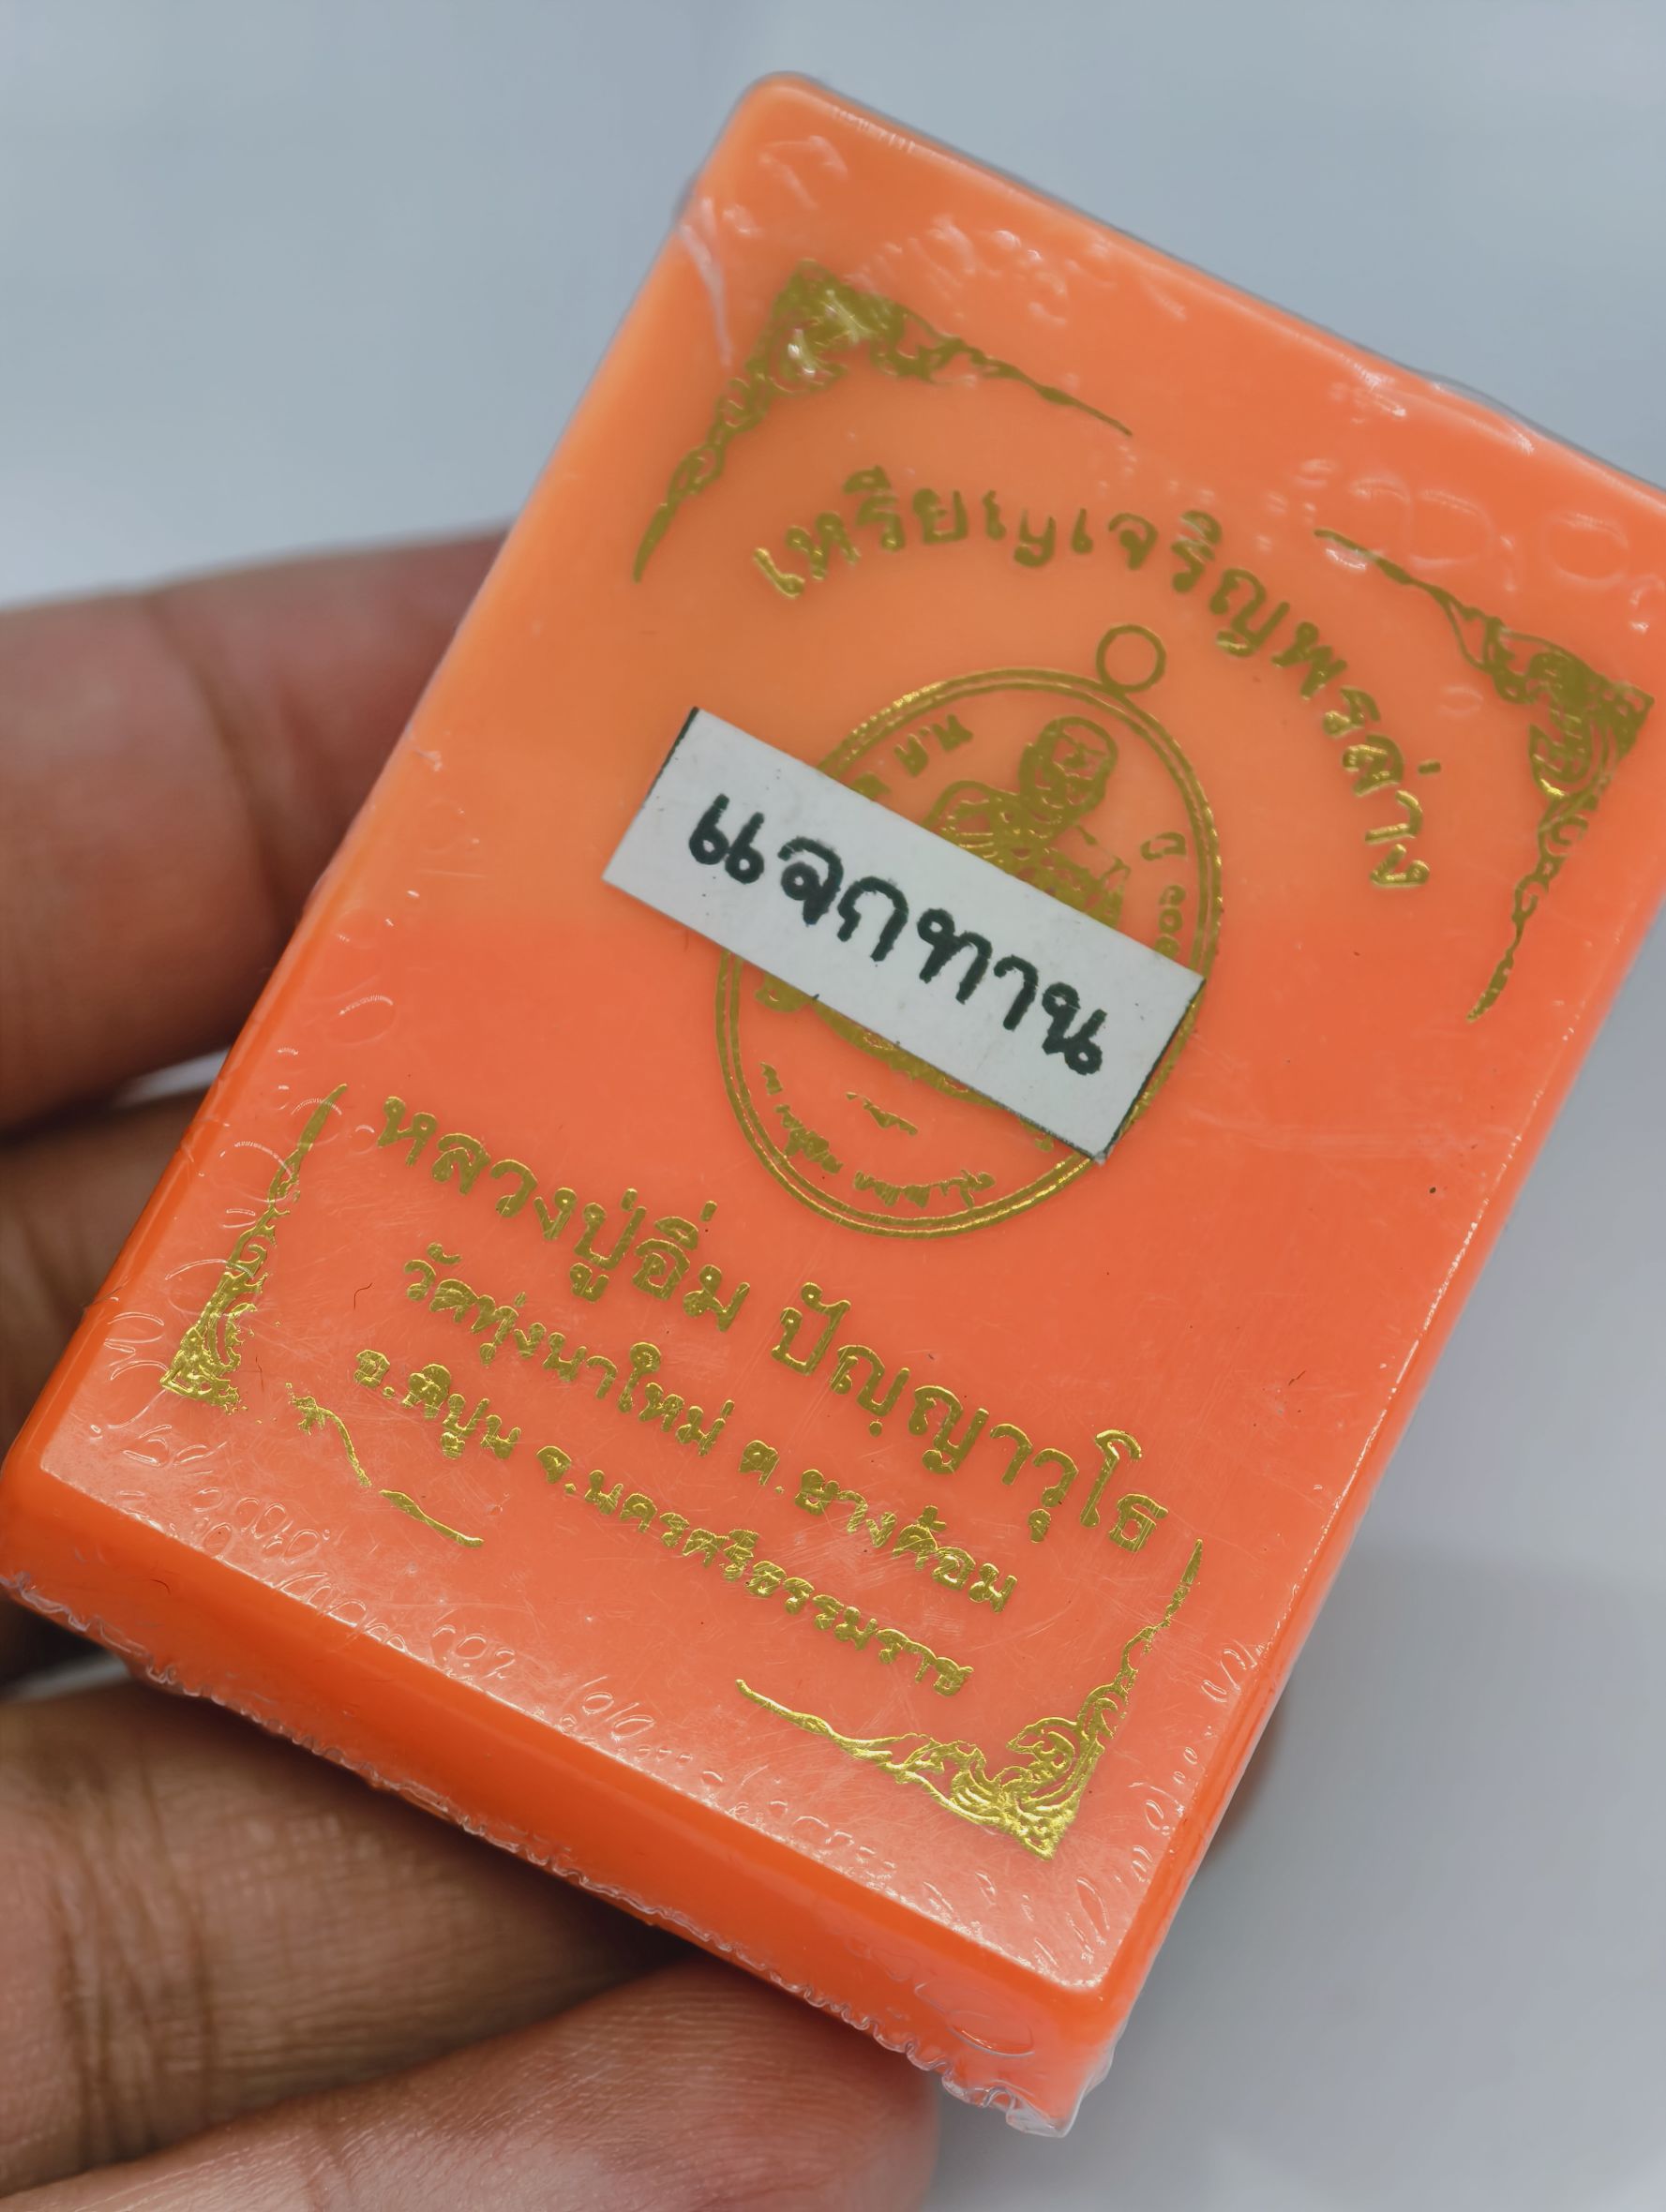 เหรียญเจริญพรล่าง
แจกทาน
หลวงปู่อิ่ม ปัญฺญาวุโธ
วัดทุ่งนาใหม่ ต.ยางค้อม
อ.พิปูน จ.นครศรีธรรมราช